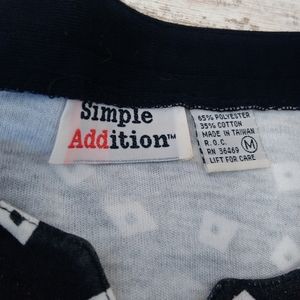 Simple
Addition™
65% POLYESTER
35% COTTON
MADE IN TAIWAN
R.O.C. M
RN 36469
LIFT FOR CARE